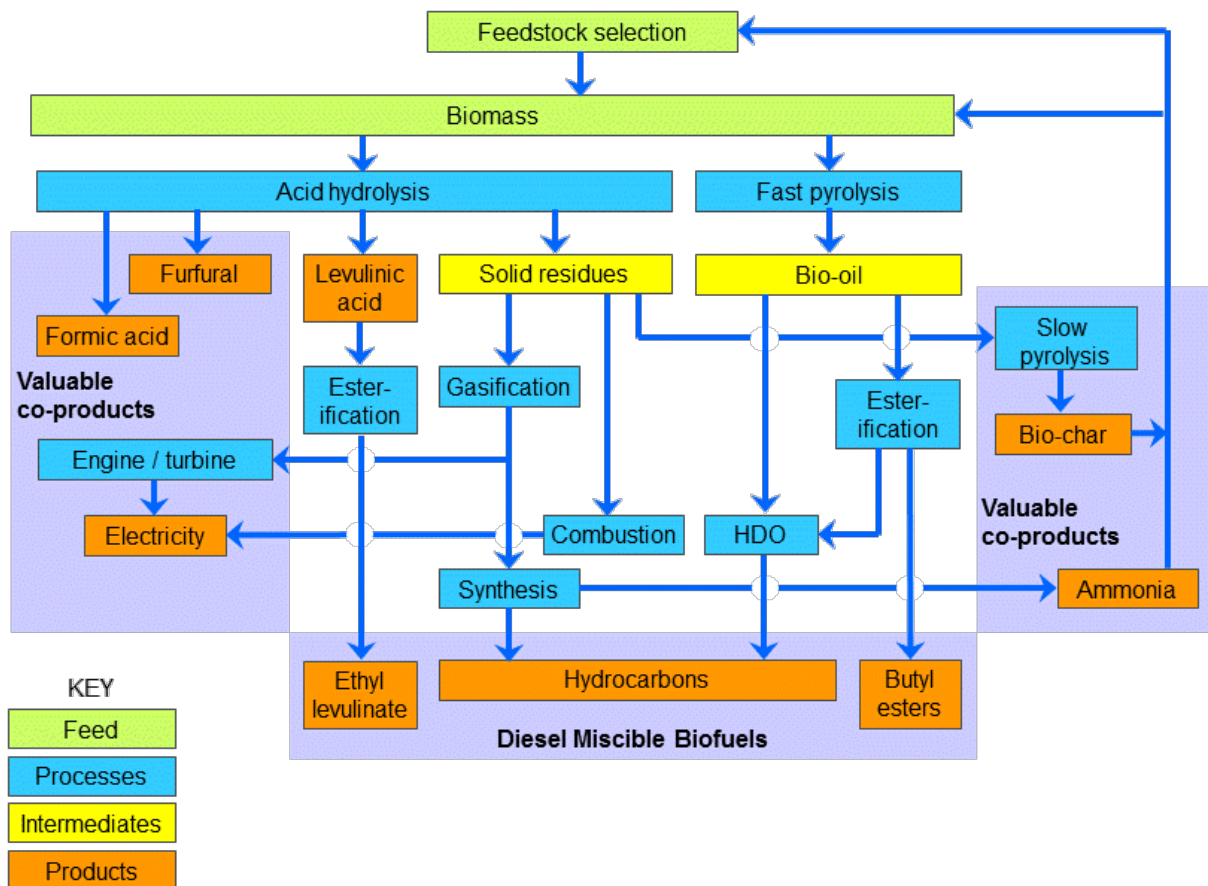 Feedstock selection
Biomass
Acid hydrolysis
Fast pyrolysis
Furfural
Levulinic
acid
Solid residues
Bio-oil
Formic acid
Slow
pyrolysis
Valuable
co-products
Ester-
ification
Gasification
Ester-
ification
Bio-char
Engine / turbine
Electricity
Combustion
HDO
Valuable
co-products
Synthesis
Ammonia
Ethyl
levulinate
Hydrocarbons
Butyl
esters
Diesel Miscible Biofuels
KEY
Feed
Processes
Intermediates
Products